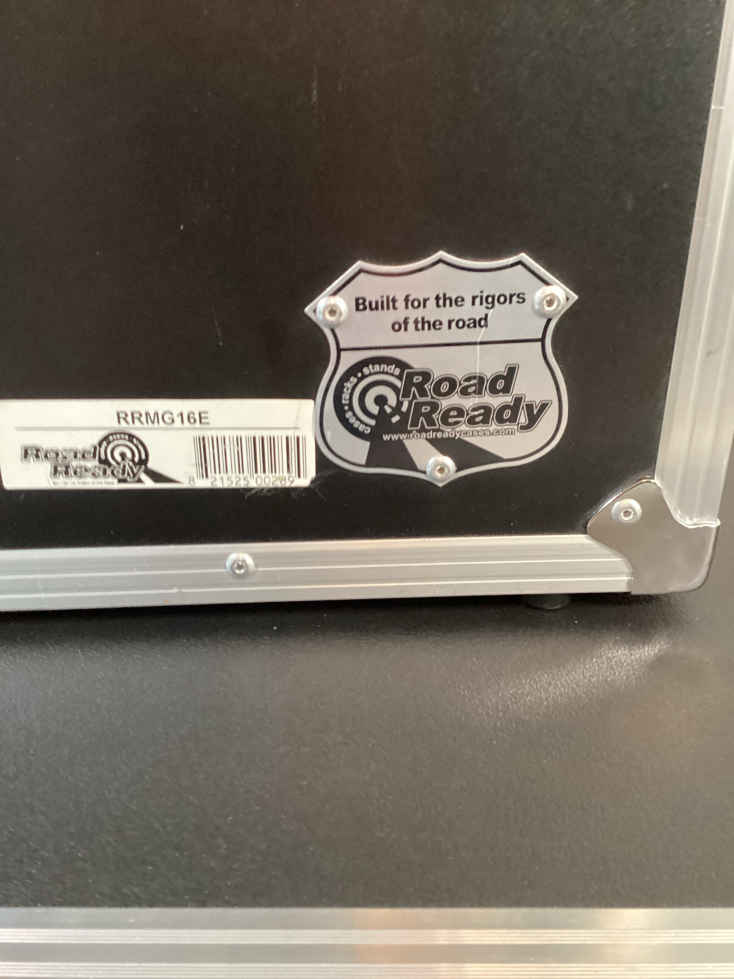 Built for the rigors
of the road
cases • racks • stands
Road
Ready
www.roadreadycases.com
RRMG16E
Road
Ready
8 21525 00289